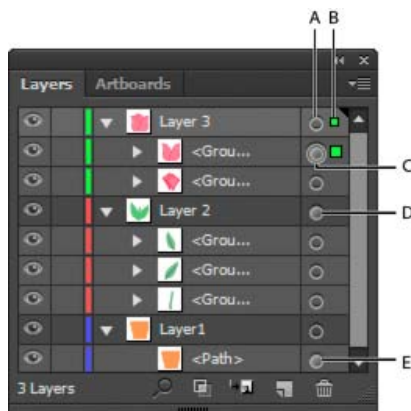 A B
Layers Artboards
Layer 3
<Grou...
C
<Grou...
Layer 2
D
<Grou...
<Grou...
<Grou...
Layer1
<Path>
E
3 Layers